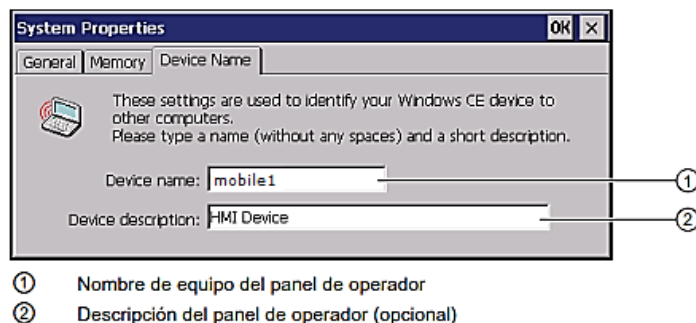 System Properties OK ×
General Memory Device Name
These settings are used to identify your Windows CE device to
other computers.
Please type a name (without any spaces) and a short description.
Device name: mobile1 ①
Device description: HMI Device ②
① Nombre de equipo del panel de operador
② Descripción del panel de operador (opcional)